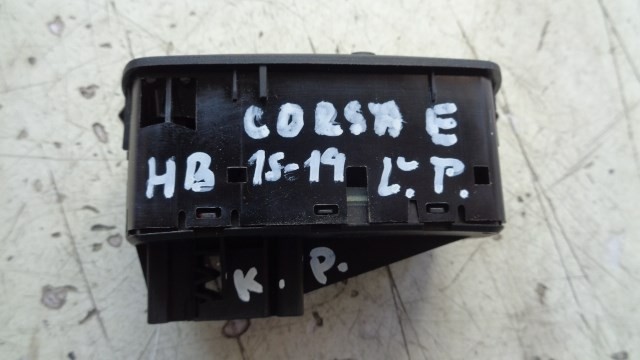 CORSA E
HB 15-19 L. P.
K. P.